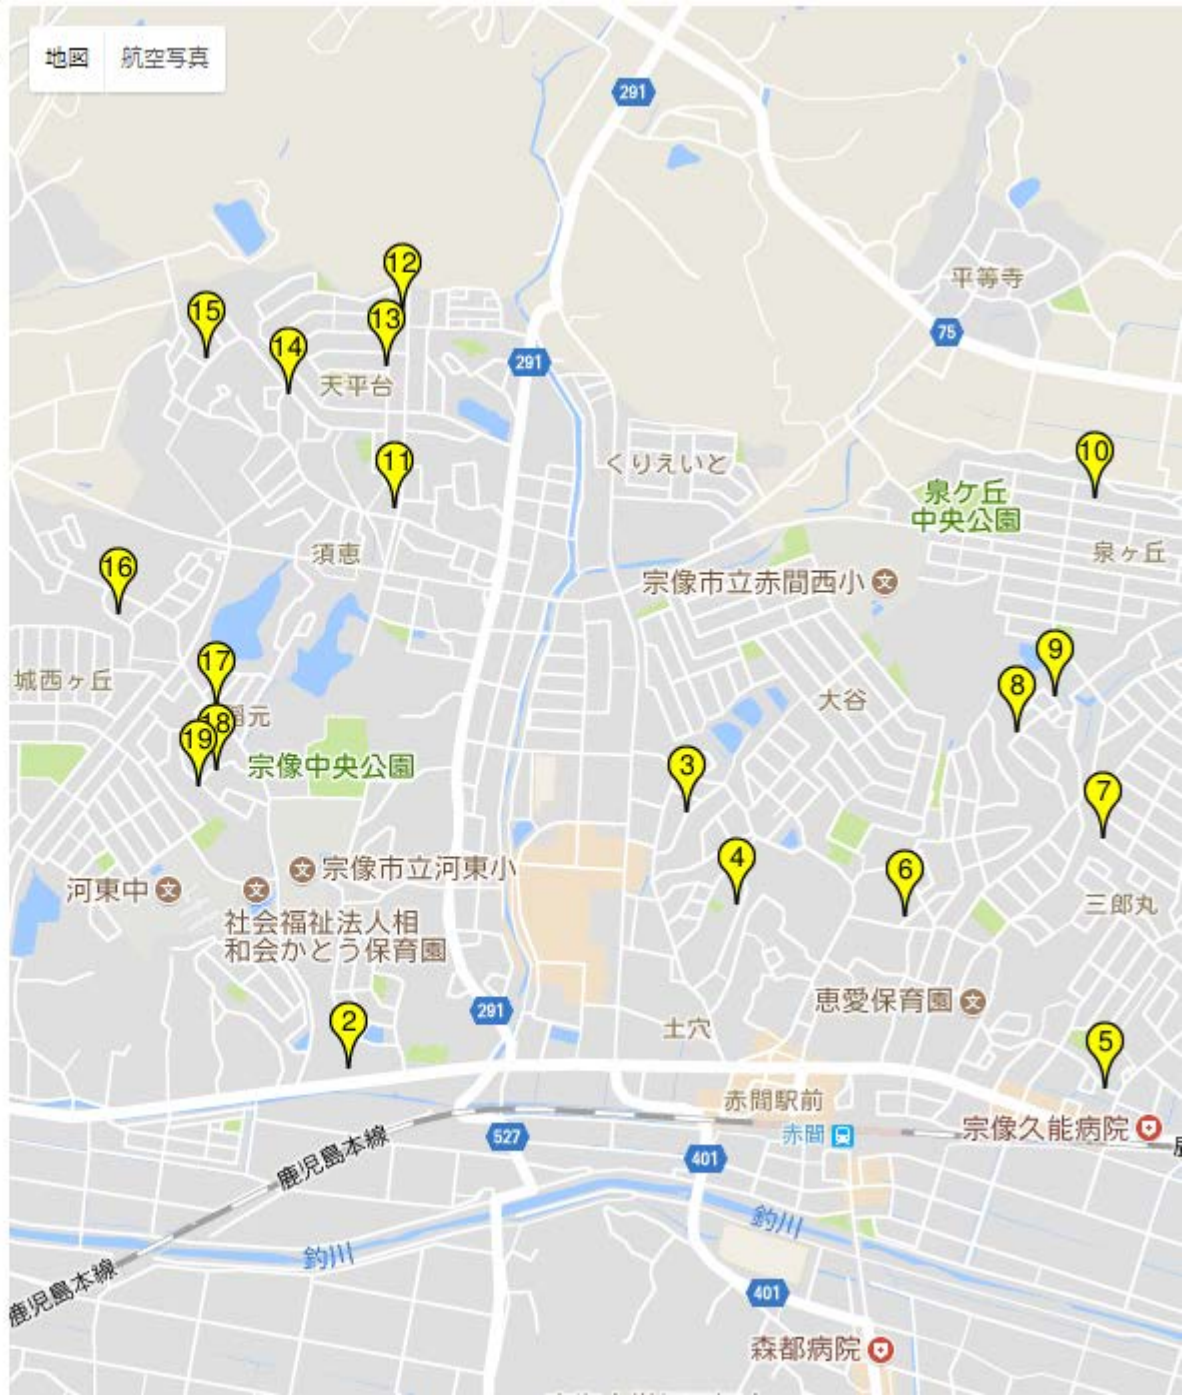 地図 航空写真
291
12
平等寺
15
13
75
14
291
天平台
11
くりえいと
10
泉ケ丘
中央公園
須恵
泉ヶ丘
16
宗像市立赤間西小
文
17
9
城西ヶ丘
8
大谷
18
稲元
19
宗像中央公園
3
7
4
文 宗像市立河東小
6
河東中 文
文
三郎丸
社会福祉法人相
和会かとう保育園
291
恵愛保育園 文
2
土穴
5
赤間駅前
宗像久能病院
527
赤間
鹿児島本線
401
釣川
釣川
鹿児島本線
401
森都病院